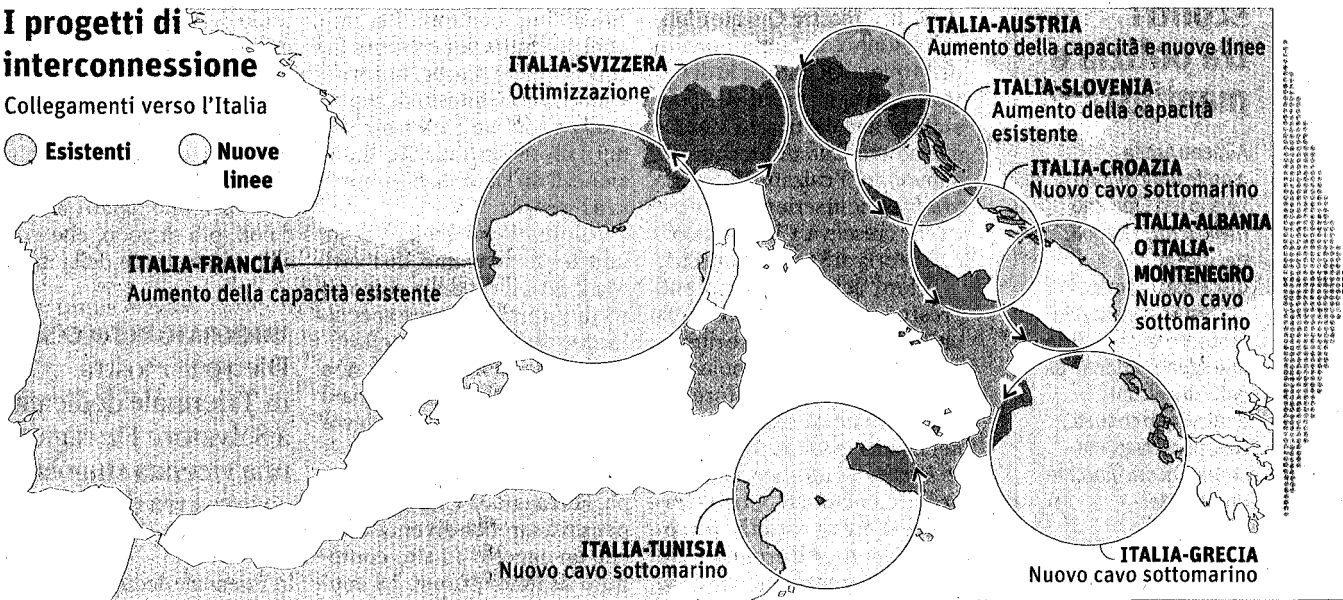 I progetti di
interconnessione
Collegamenti verso l'Italia
Esistenti
Nuove
linee
ITALIA-SVIZZERA
Ottimizzazione
ITALIA-AUSTRIA
Aumento della capacità e nuove linee
ITALIA-SLOVENIA
Aumento della capacità
esistente
ITALIA-CROAZIA
Nuovo cavo sottomarino
ITALIA-ALBANIA
O ITALIA-
MONTENEGRO
Nuovo cavo
sottomarino
ITALIA-FRANCIA
Aumento della capacità esistente
ITALIA-TUNISIA
Nuovo cavo sottomarino
ITALIA-GRECIA
Nuovo cavo sottomarino